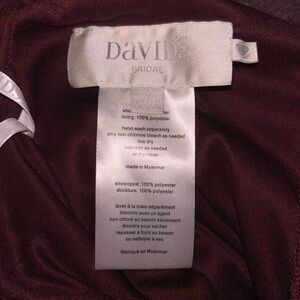 DAVID'S
BRIDAL
lining: 100% polyester
hand wash separately
only non-chlorine bleach as needed
line dry
cool iron as needed
or dry clean
made in Myanmar
enveloppe: 100% polyester
doublure: 100% polyester
laver à la main séparément
blanchir avec un agent
non chloré au besoin seulement
étendre pour sécher
repasser à froid au besoin
ou nettoyer à sec
fabriqué en Myanmar